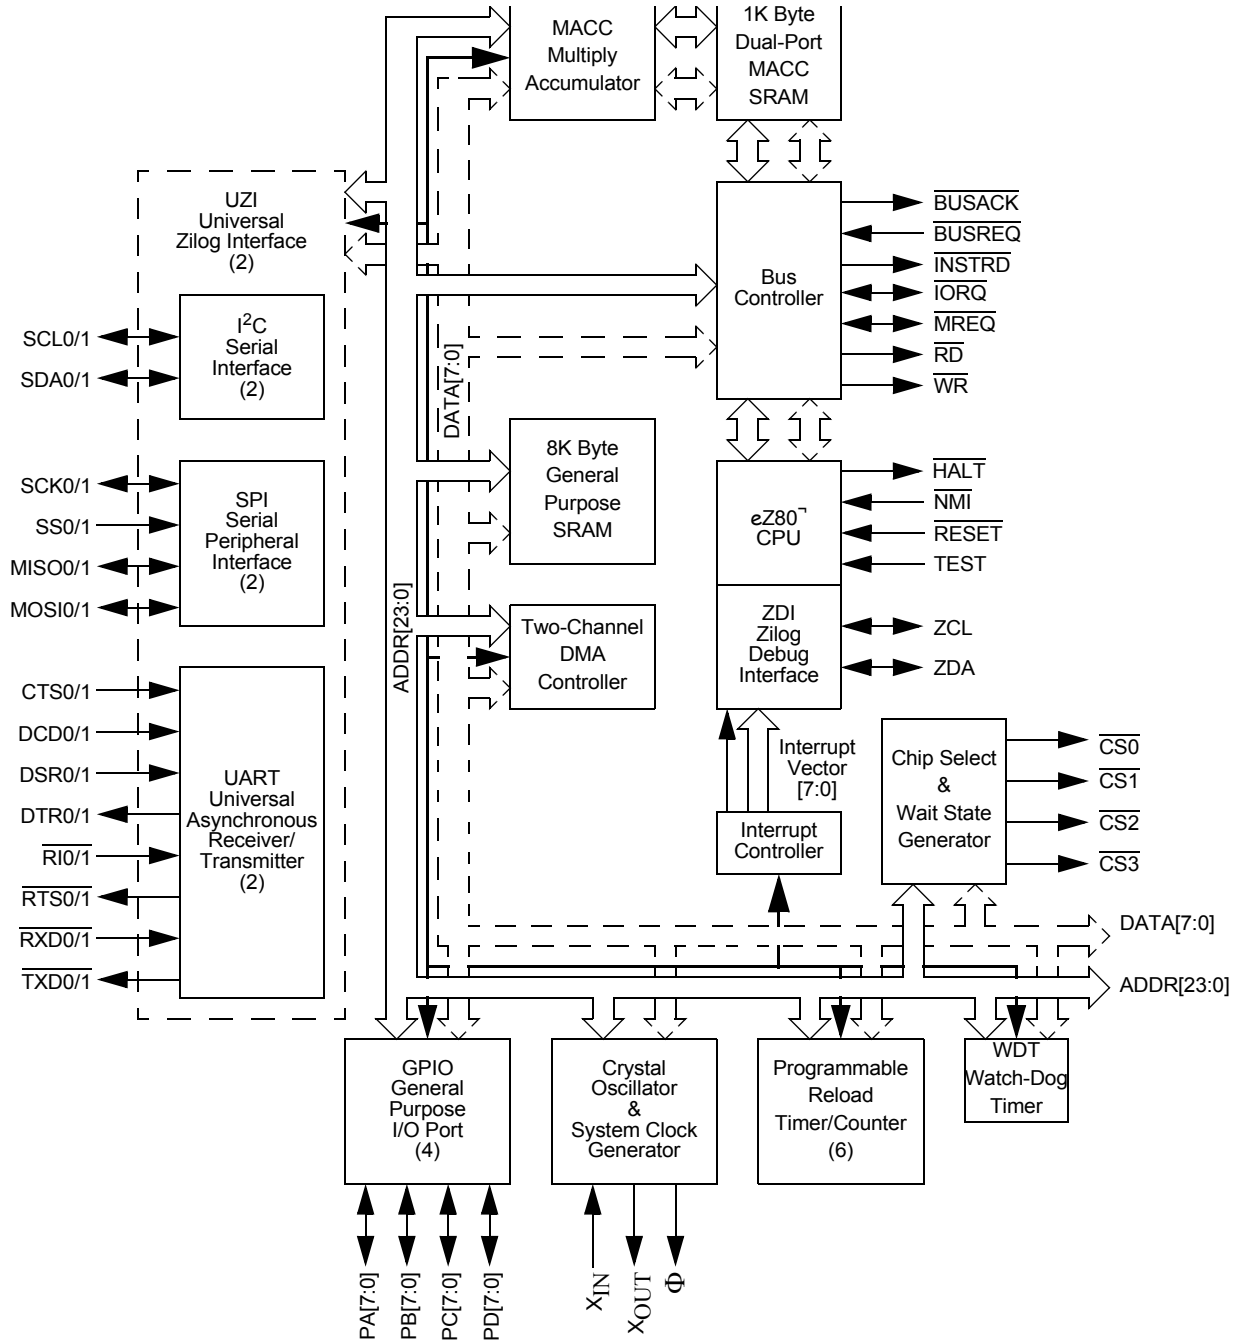 MACC
Multiply
Accumulator
1K Byte
Dual-Port
MACC
SRAM
UZI
Universal
Zilog Interface
(2)
I²C
Serial
Interface
(2)
SCL0/1
SDA0/1
SPI
Serial
Peripheral
Interface
(2)
SCK0/1
SS0/1
MISO0/1
MOSI0/1
UART
Universal
Asynchronous
Receiver/
Transmitter
(2)
CTS0/1
DCD0/1
DSR0/1
DTR0/1
RI0/1
RTS0/1
RXD0/1
TXD0/1
DATA[7:0]
ADDR[23:0]
Bus
Controller
BUSACK
BUSREQ
INSTRD
IORQ
MREQ
RD
WR
8K Byte
General
Purpose
SRAM
eZ80¬
CPU
HALT
NMI
RESET
TEST
Two-Channel
DMA
Controller
ZDI
Zilog
Debug
Interface
ZCL
ZDA
Interrupt
Vector
[7:0]
Interrupt
Controller
Chip Select
&
Wait State
Generator
CS0
CS1
CS2
CS3
DATA[7:0]
ADDR[23:0]
GPIO
General
Purpose
I/O Port
(4)
Crystal
Oscillator
&
System Clock
Generator
Programmable
Reload
Timer/Counter
(6)
WDT
Watch-Dog
Timer
PA[7:0]
PB[7:0]
PC[7:0]
PD[7:0]
XIN
XOUT
Φ